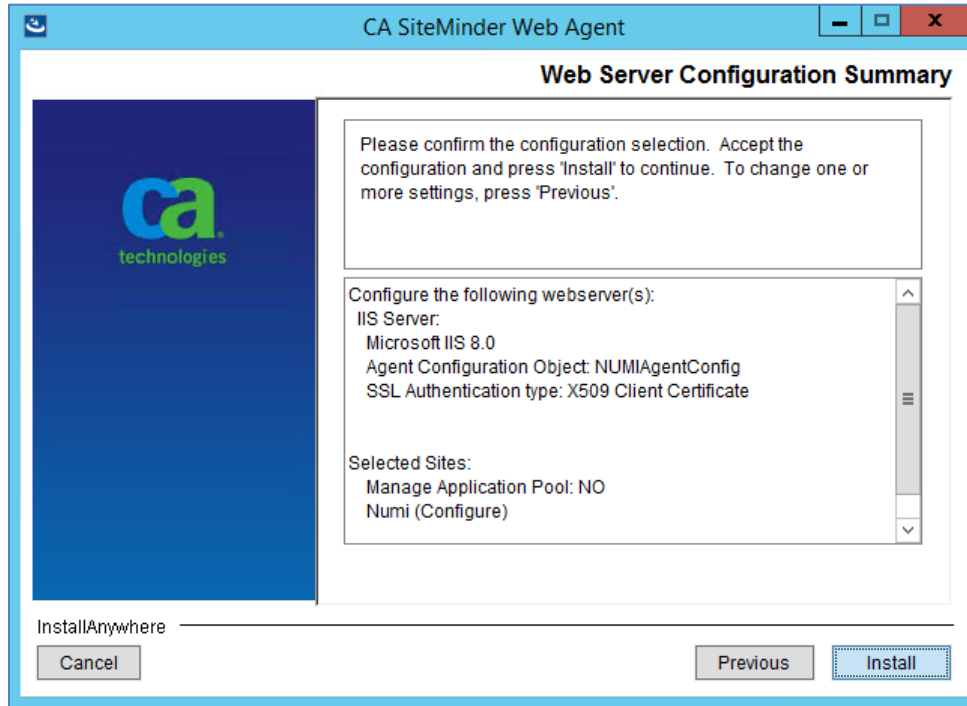 CA SiteMinder Web Agent
Web Server Configuration Summary
ca
technologies
Please confirm the configuration selection. Accept the
configuration and press 'Install' to continue. To change one or
more settings, press 'Previous'.
Configure the following webserver(s):
IIS Server:
Microsoft IIS 8.0
Agent Configuration Object: NUMIAgentConfig
SSL Authentication type: X509 Client Certificate
Selected Sites:
Manage Application Pool: NO
Numi (Configure)
InstallAnywhere
Cancel
Previous
Install